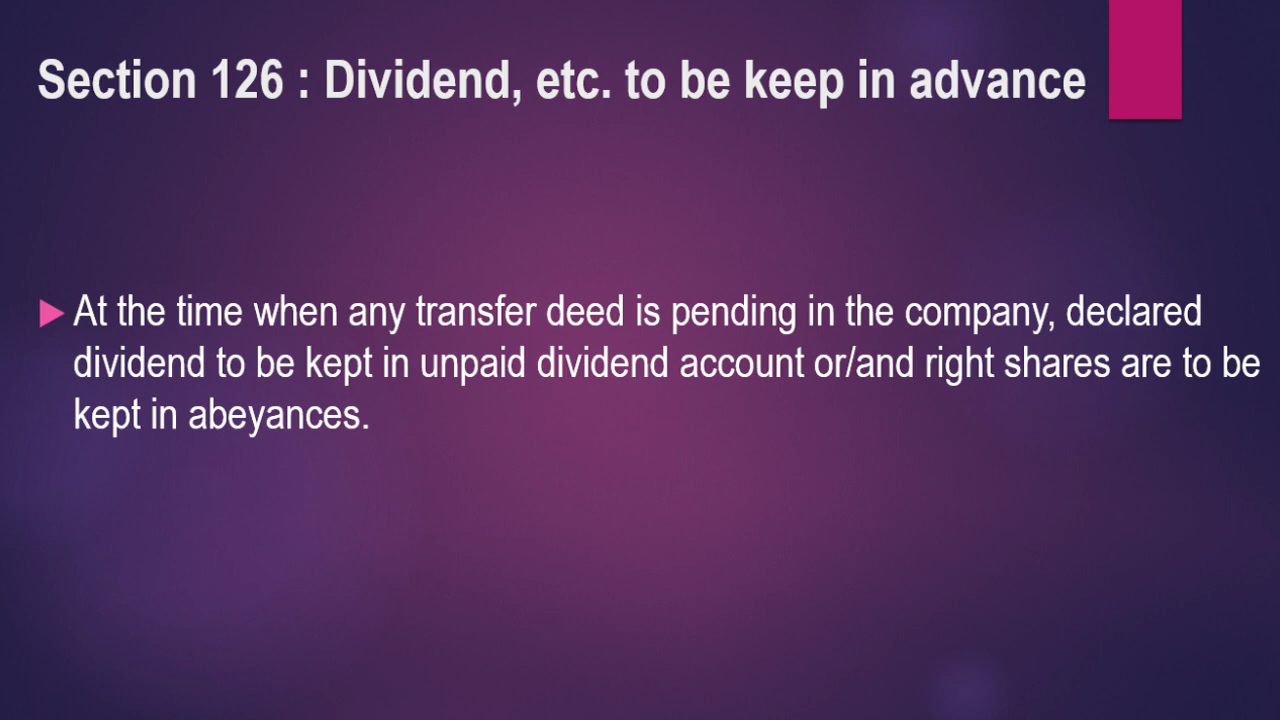 Section 126 : Dividend, etc. to be keep in advance
At the time when any transfer deed is pending in the company, declared
dividend to be kept in unpaid dividend account or/and right shares are to be
kept in abeyances.